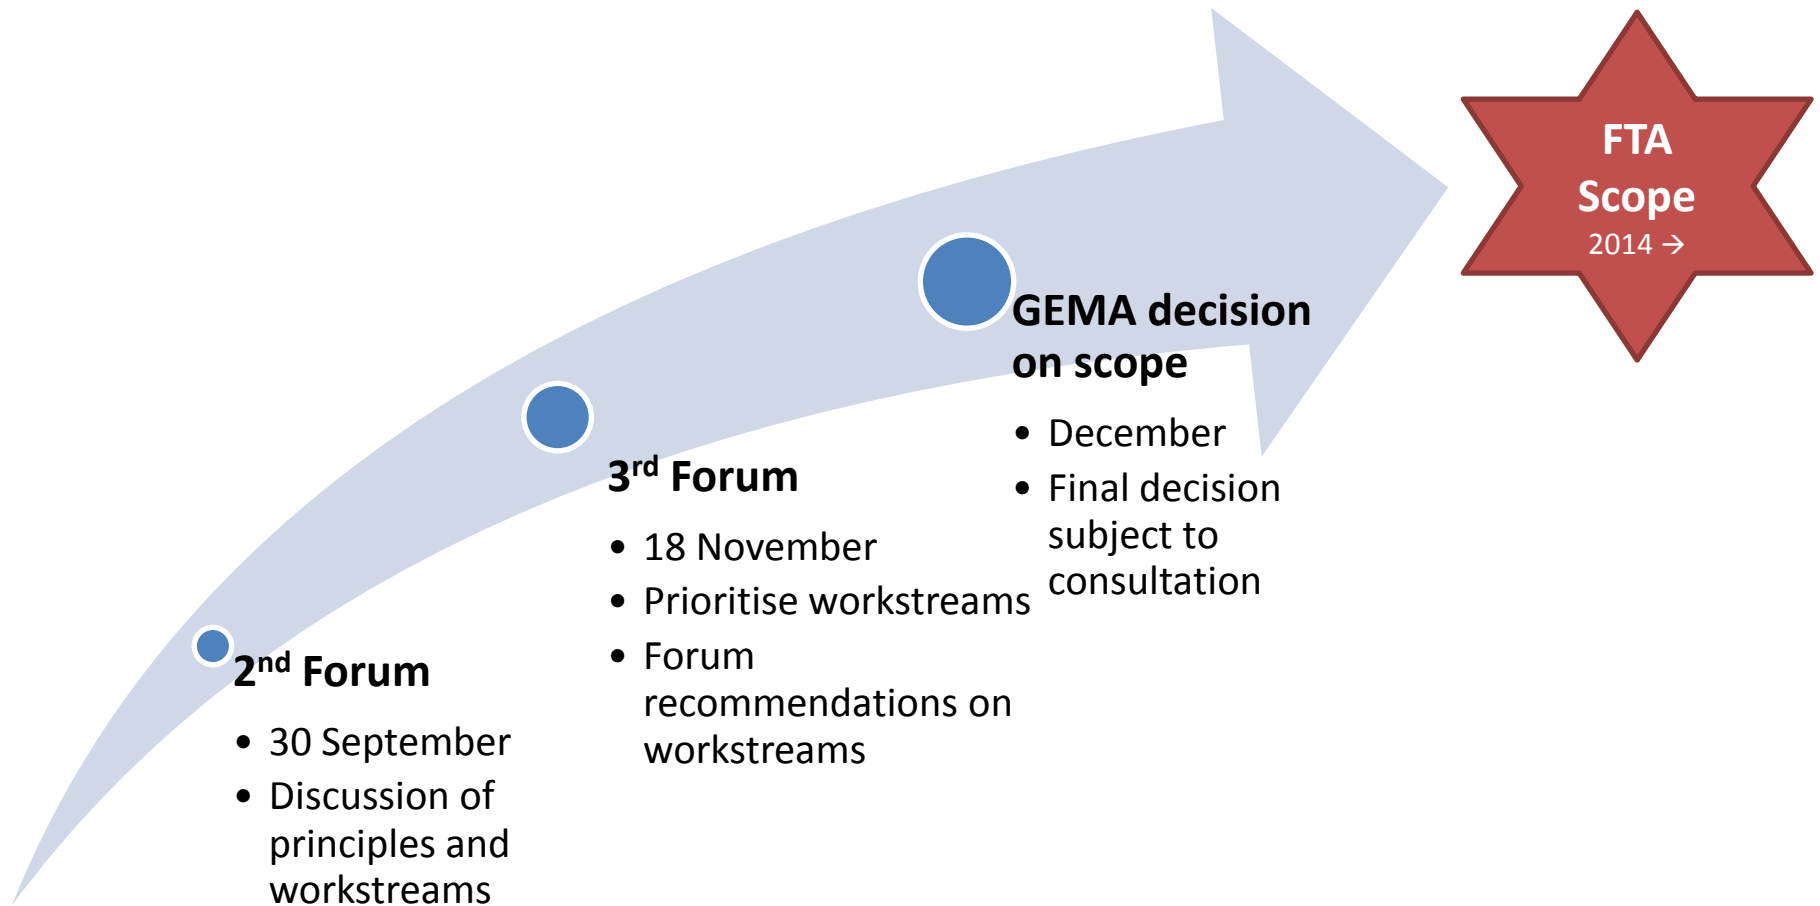 2nd Forum
• 30 September
• Discussion of
principles and
workstreams
3rd Forum
• 18 November
• Prioritise workstreams
• Forum
recommendations on
workstreams
GEMA decision
on scope
• December
• Final decision
subject to
consultation
FTA
Scope
2014 →